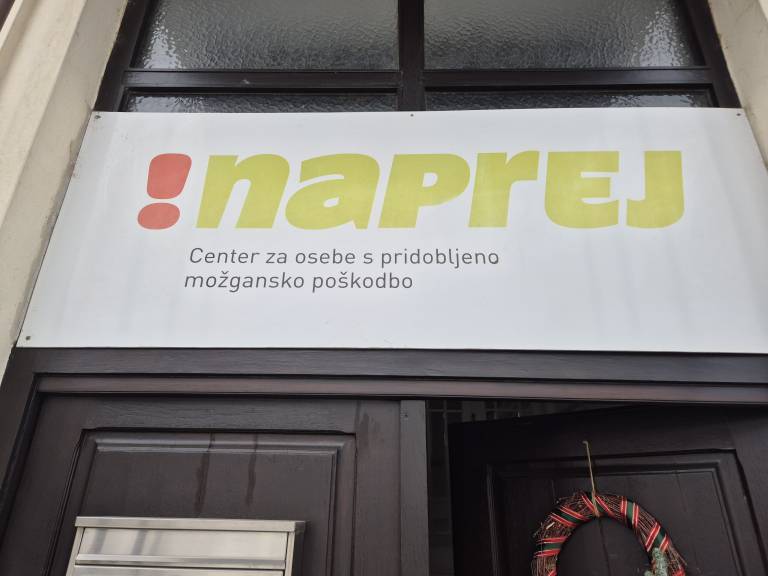 !naprej
Center za osebe s pridobljeno
možgansko poškodbo